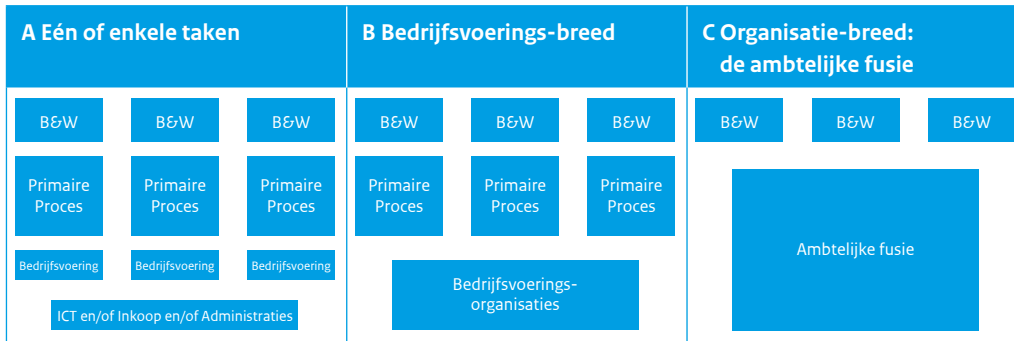 A Eén of enkele taken
B&W
B&W
B&W
Primaire
Proces
Primaire
Proces
Primaire
Proces
Bedrijfsvoering
Bedrijfsvoering
Bedrijfsvoering
ICT en/of Inkoop en/of Administraties
B Bedrijfsvoerings-breed
B&W
B&W
B&W
Primaire
Proces
Primaire
Proces
Primaire
Proces
Bedrijfsvoerings-
organisaties
C Organisatie-breed:
de ambtelijke fusie
B&W
B&W
B&W
Ambtelijke fusie